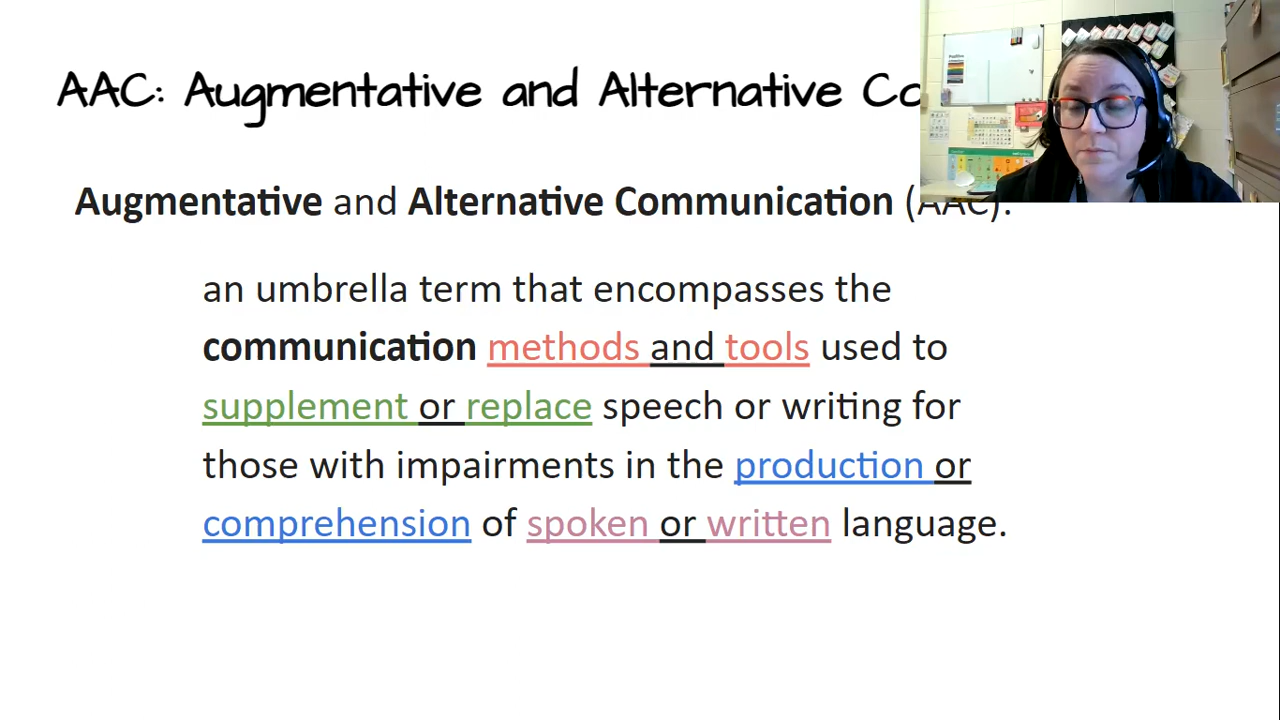 AAC: Augmentative and Alternative Co
Augmentative and Alternative Communication (AAC):
an umbrella term that encompasses the
communication methods and tools used to
supplement or replace speech or writing for
those with impairments in the production or
comprehension of spoken or written language.